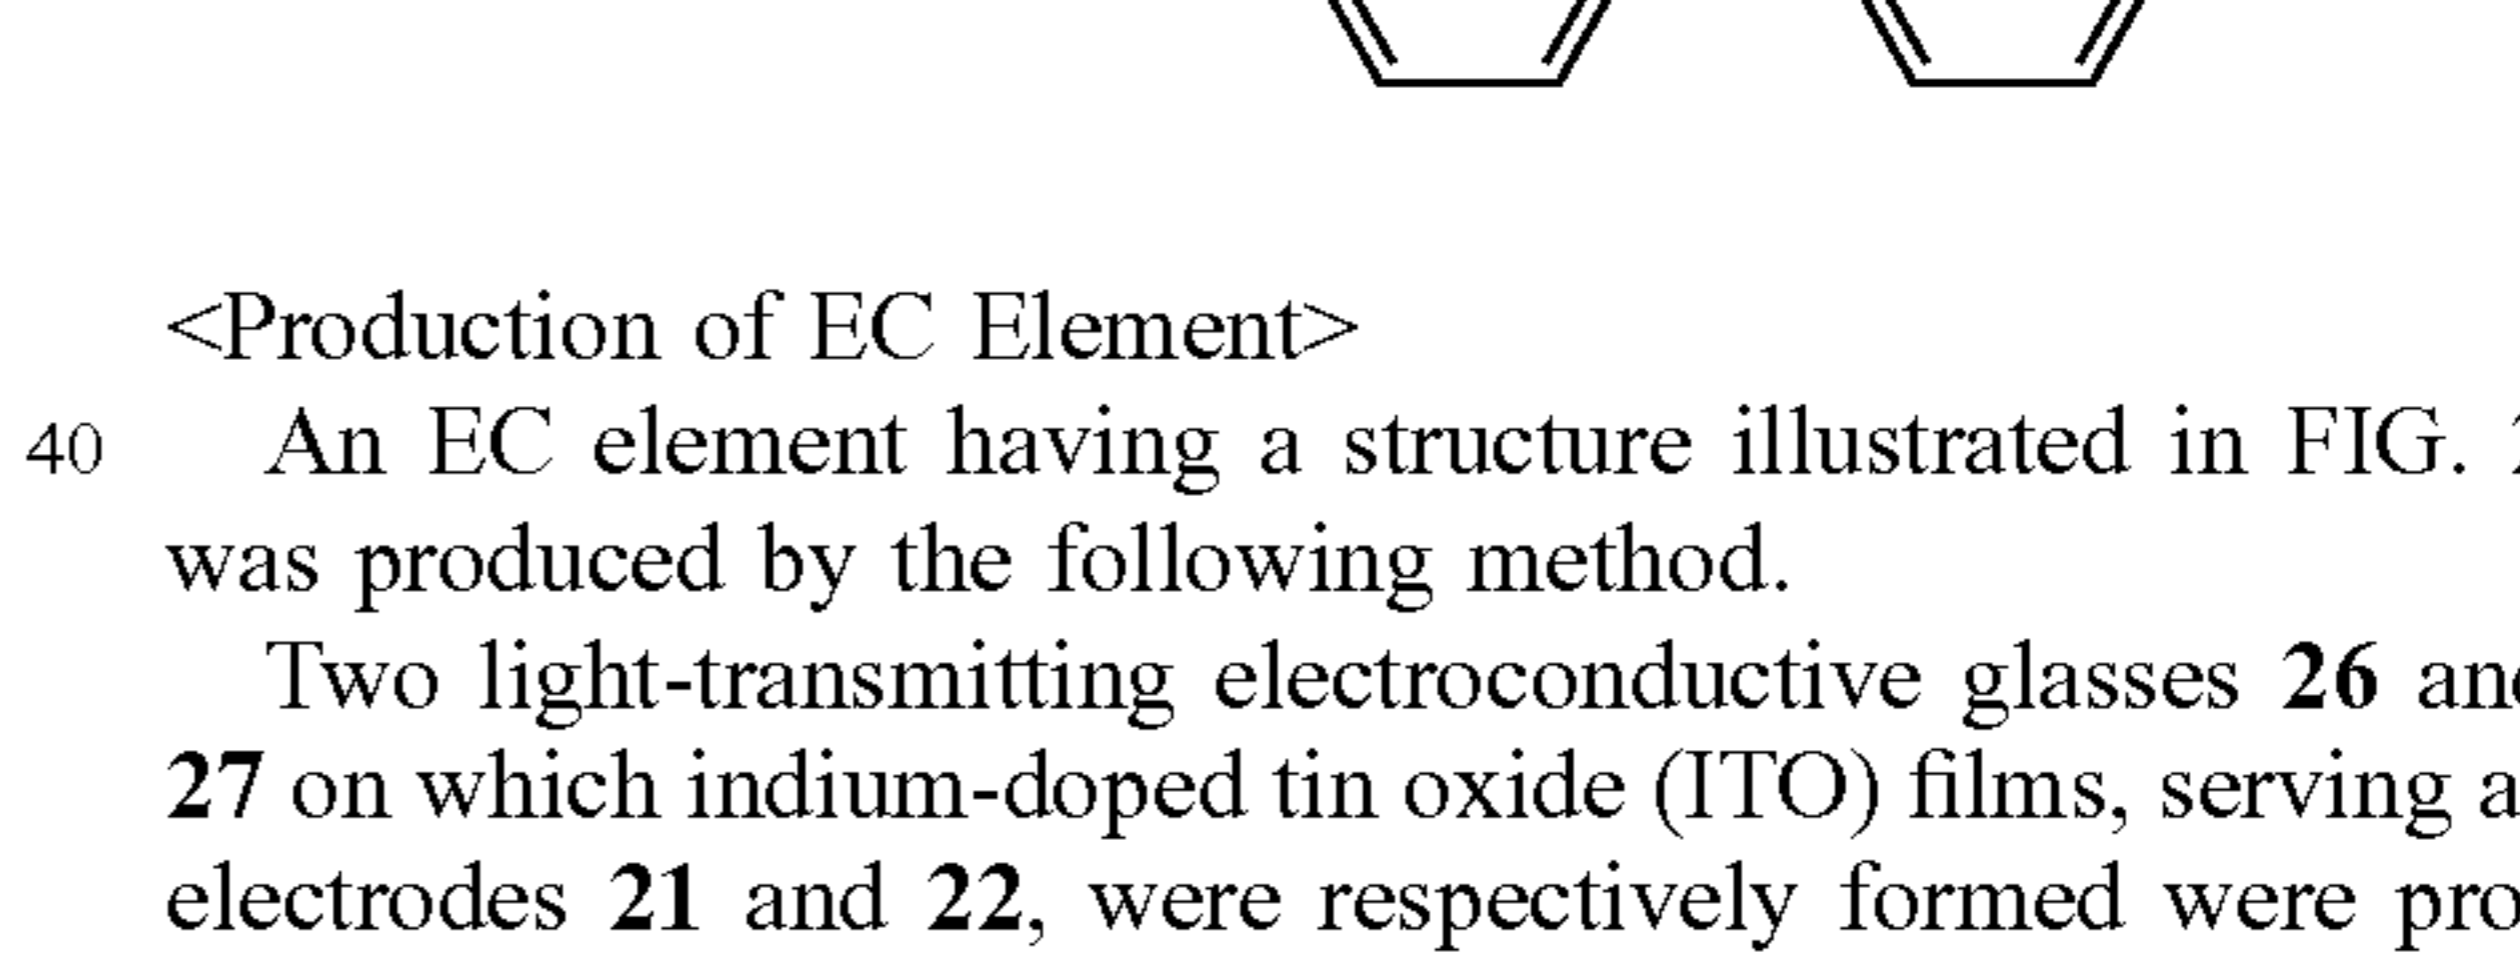 <Production of EC Element>
40 An EC element having a structure illustrated in FIG.
was produced by the following method.
Two light-transmitting electroconductive glasses 26
27 on which indium-doped tin oxide (ITO) films, serving
electrodes 21 and 22, were respectively formed were